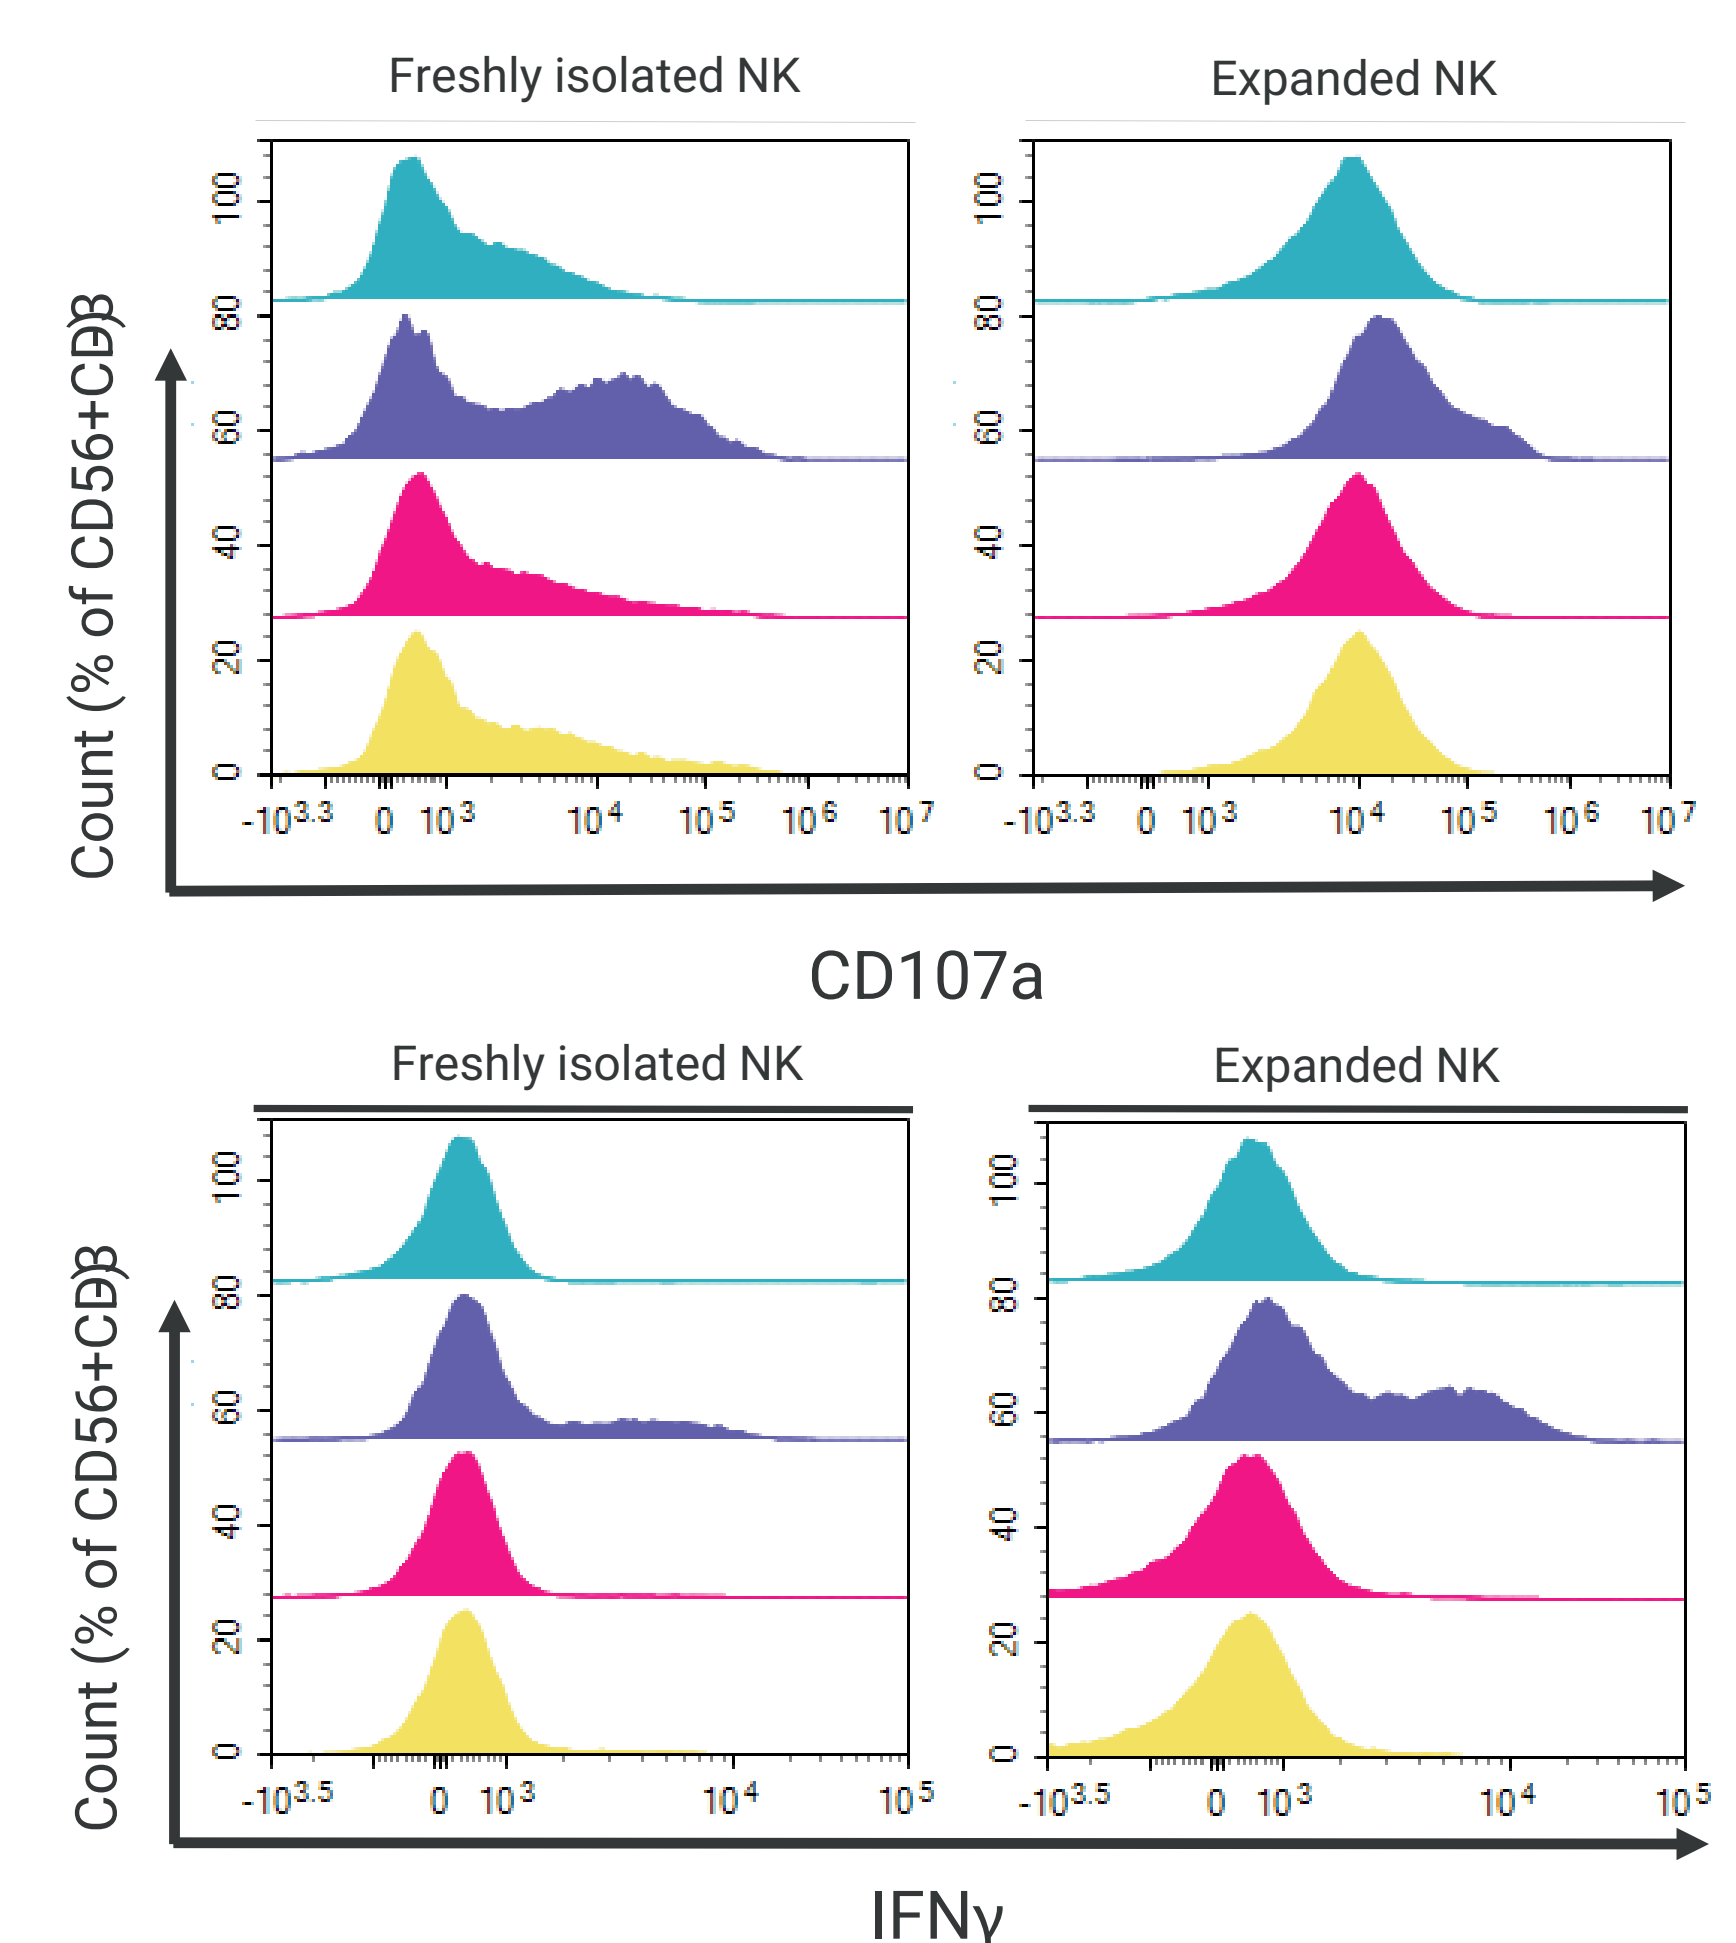 Freshly isolated NK
Expanded NK
Count (% of CD56+CD3-)
100
80
60
40
20
0
-10^3.3 0 10^3 10^4 10^5 10^6 10^7
100
80
60
40
20
0
-10^3.3 0 10^3 10^4 10^5 10^6 10^7
CD107a
Freshly isolated NK
Expanded NK
Count (% of CD56+CD3-)
100
80
60
40
20
0
-10^3.5 0 10^3 10^4 10^5
100
80
60
40
20
0
-10^3.5 0 10^3 10^4 10^5
IFNγ